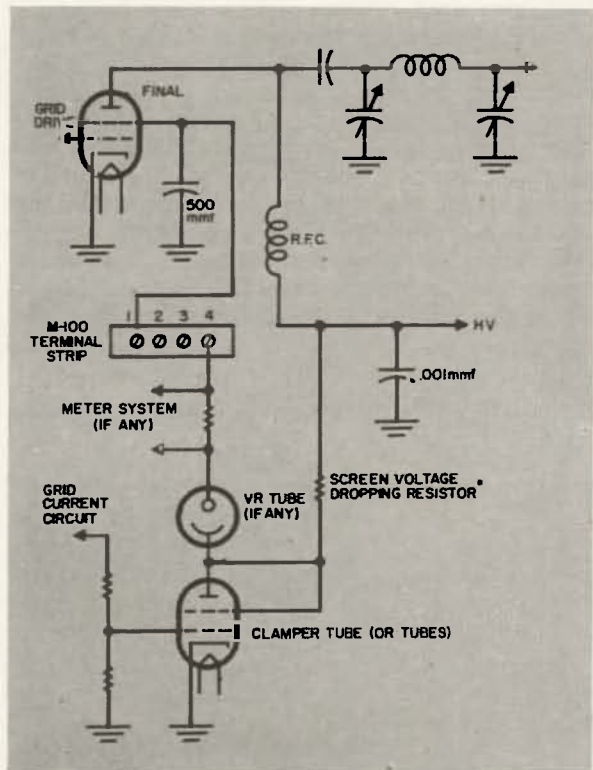 FINAL
GRID
DRIVE
500
mmf
R.F.C.
1 2 3 4
M-100
TERMINAL
STRIP
HV
.001mmf
METER SYSTEM
(IF ANY)
SCREEN VOLTAGE
DROPPING RESISTOR
GRID
CURRENT
CIRCUIT
VR TUBE
(IF ANY)
CLAMPER TUBE (OR TUBES)